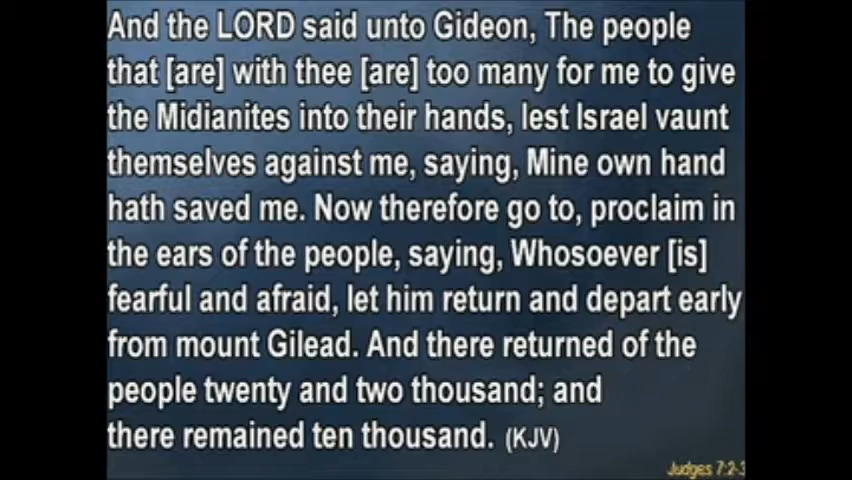 And the LORD said unto Gideon, The people
that [are] with thee [are] too many for me to give
the Midianites into their hands, lest Israel vaunt
themselves against me, saying, Mine own hand
hath saved me. Now therefore go to, proclaim in
the ears of the people, saying, Whosoever [is]
fearful and afraid, let him return and depart early
from mount Gilead. And there returned of the
people twenty and two thousand; and
there remained ten thousand. (KJV)
Judges 7:2-3